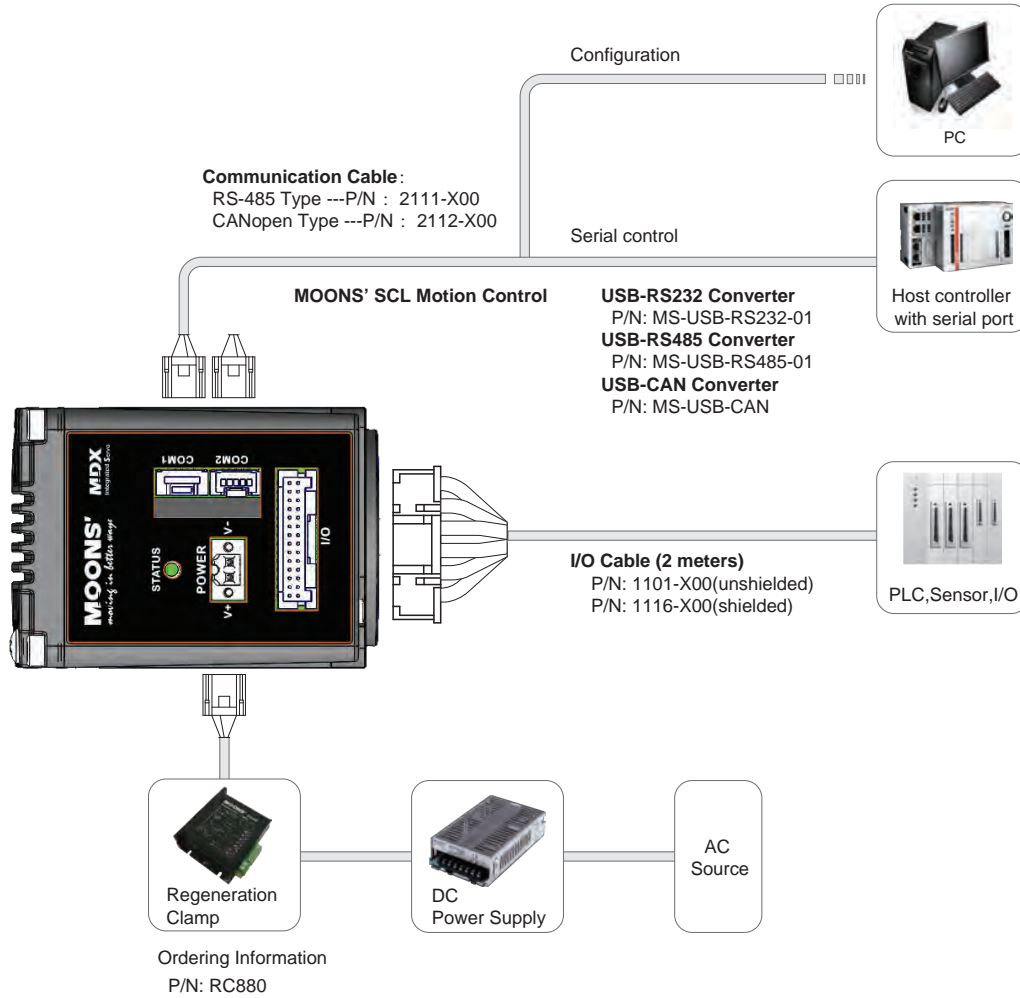 Configuration
PC
Communication Cable：
RS-485 Type ---P/N： 2111-X00
CANopen Type ---P/N： 2112-X00
Serial control
MOONS' SCL Motion Control
USB-RS232 Converter
P/N: MS-USB-RS232-01
USB-RS485 Converter
P/N: MS-USB-RS485-01
USB-CAN Converter
P/N: MS-USB-CAN
Host controller
with serial port
MOONS'
moving in better ways
MDX
Integrated Servo
STATUS
POWER
V+
V-
COM1
COM2
I/O
I/O Cable (2 meters)
P/N: 1101-X00(unshielded)
P/N: 1116-X00(shielded)
PLC,Sensor,I/O
Regeneration
Clamp
DC
Power Supply
AC
Source
Ordering Information
P/N: RC880